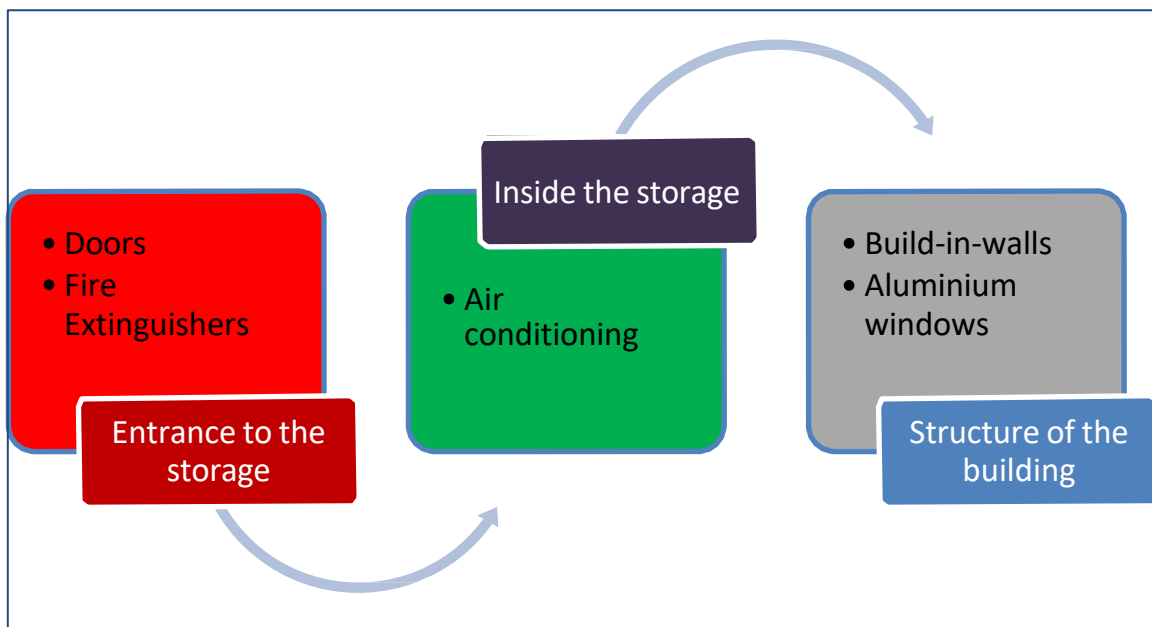 • Doors
• Fire
Extinguishers
Entrance to the
storage
Inside the storage
• Air
conditioning
• Build-in-walls
• Aluminium
windows
Structure of the
building